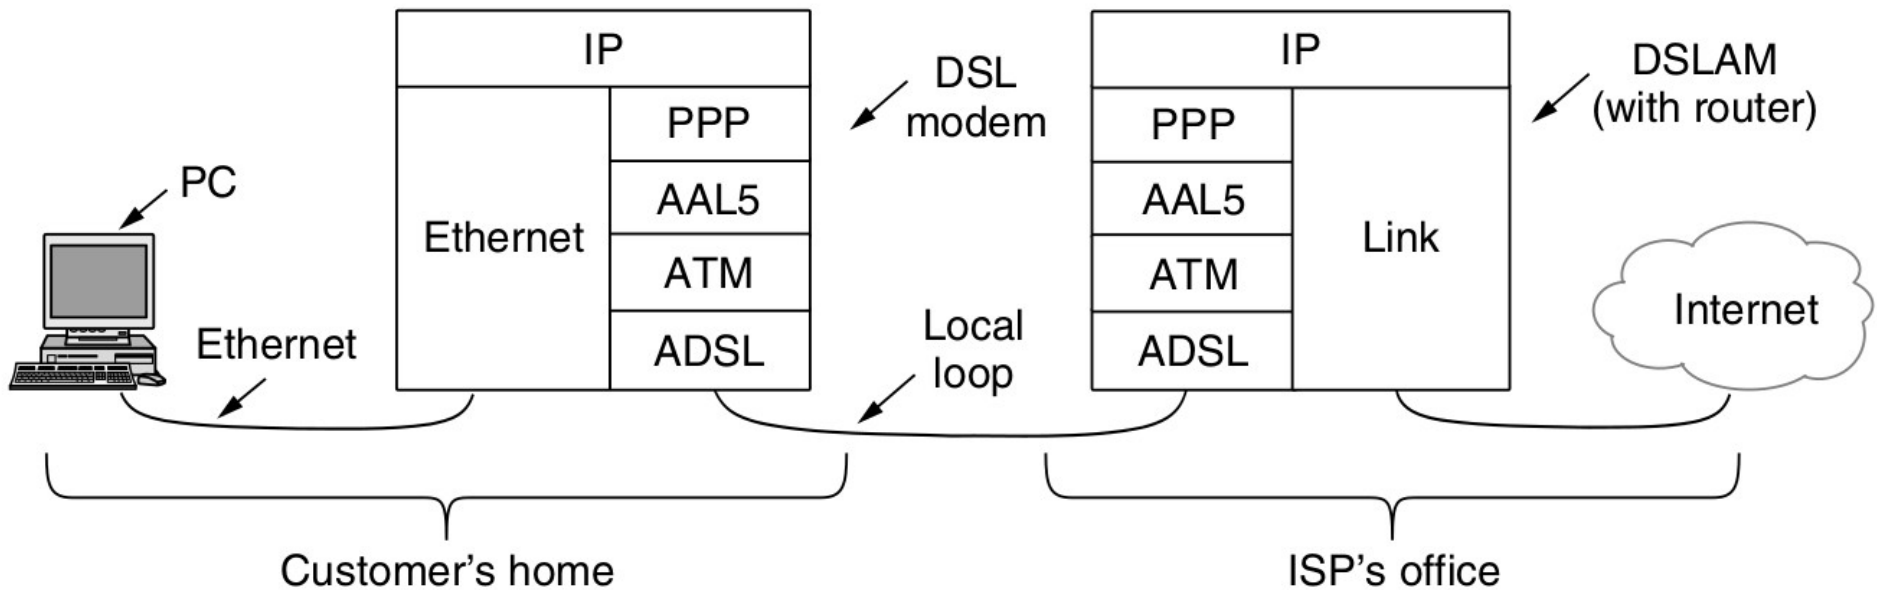 PC
Ethernet
IP
Ethernet
PPP
AAL5
ATM
ADSL
DSL
modem
Local
loop
IP
PPP
AAL5
ATM
ADSL
Link
DSLAM
(with router)
Internet
Customer's home
ISP's office